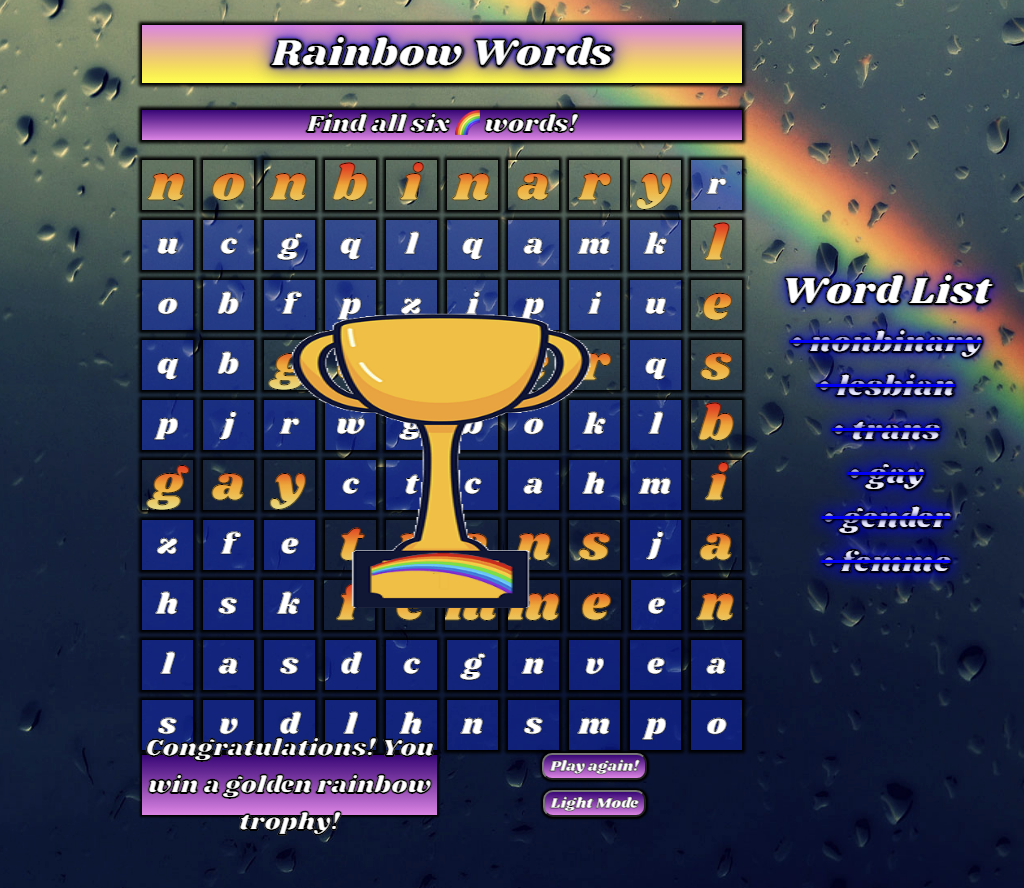 Rainbow Words
Find all six 🌈 words!
n o n b i n a r y r
u c g q l q a m k l
o b f p z i p i u e
q b g r q s
p j r w g o k l b
g a y c t c a h m i
z f e t n s j a
h s k f e m m e e n
l a s d c g n v e a
s v d l h n s m p o
Word List
• nonbinary
• lesbian
• trans
• gay
• gender
• femme
Congratulations! You
win a golden rainbow
trophy!
Play again!
Light Mode